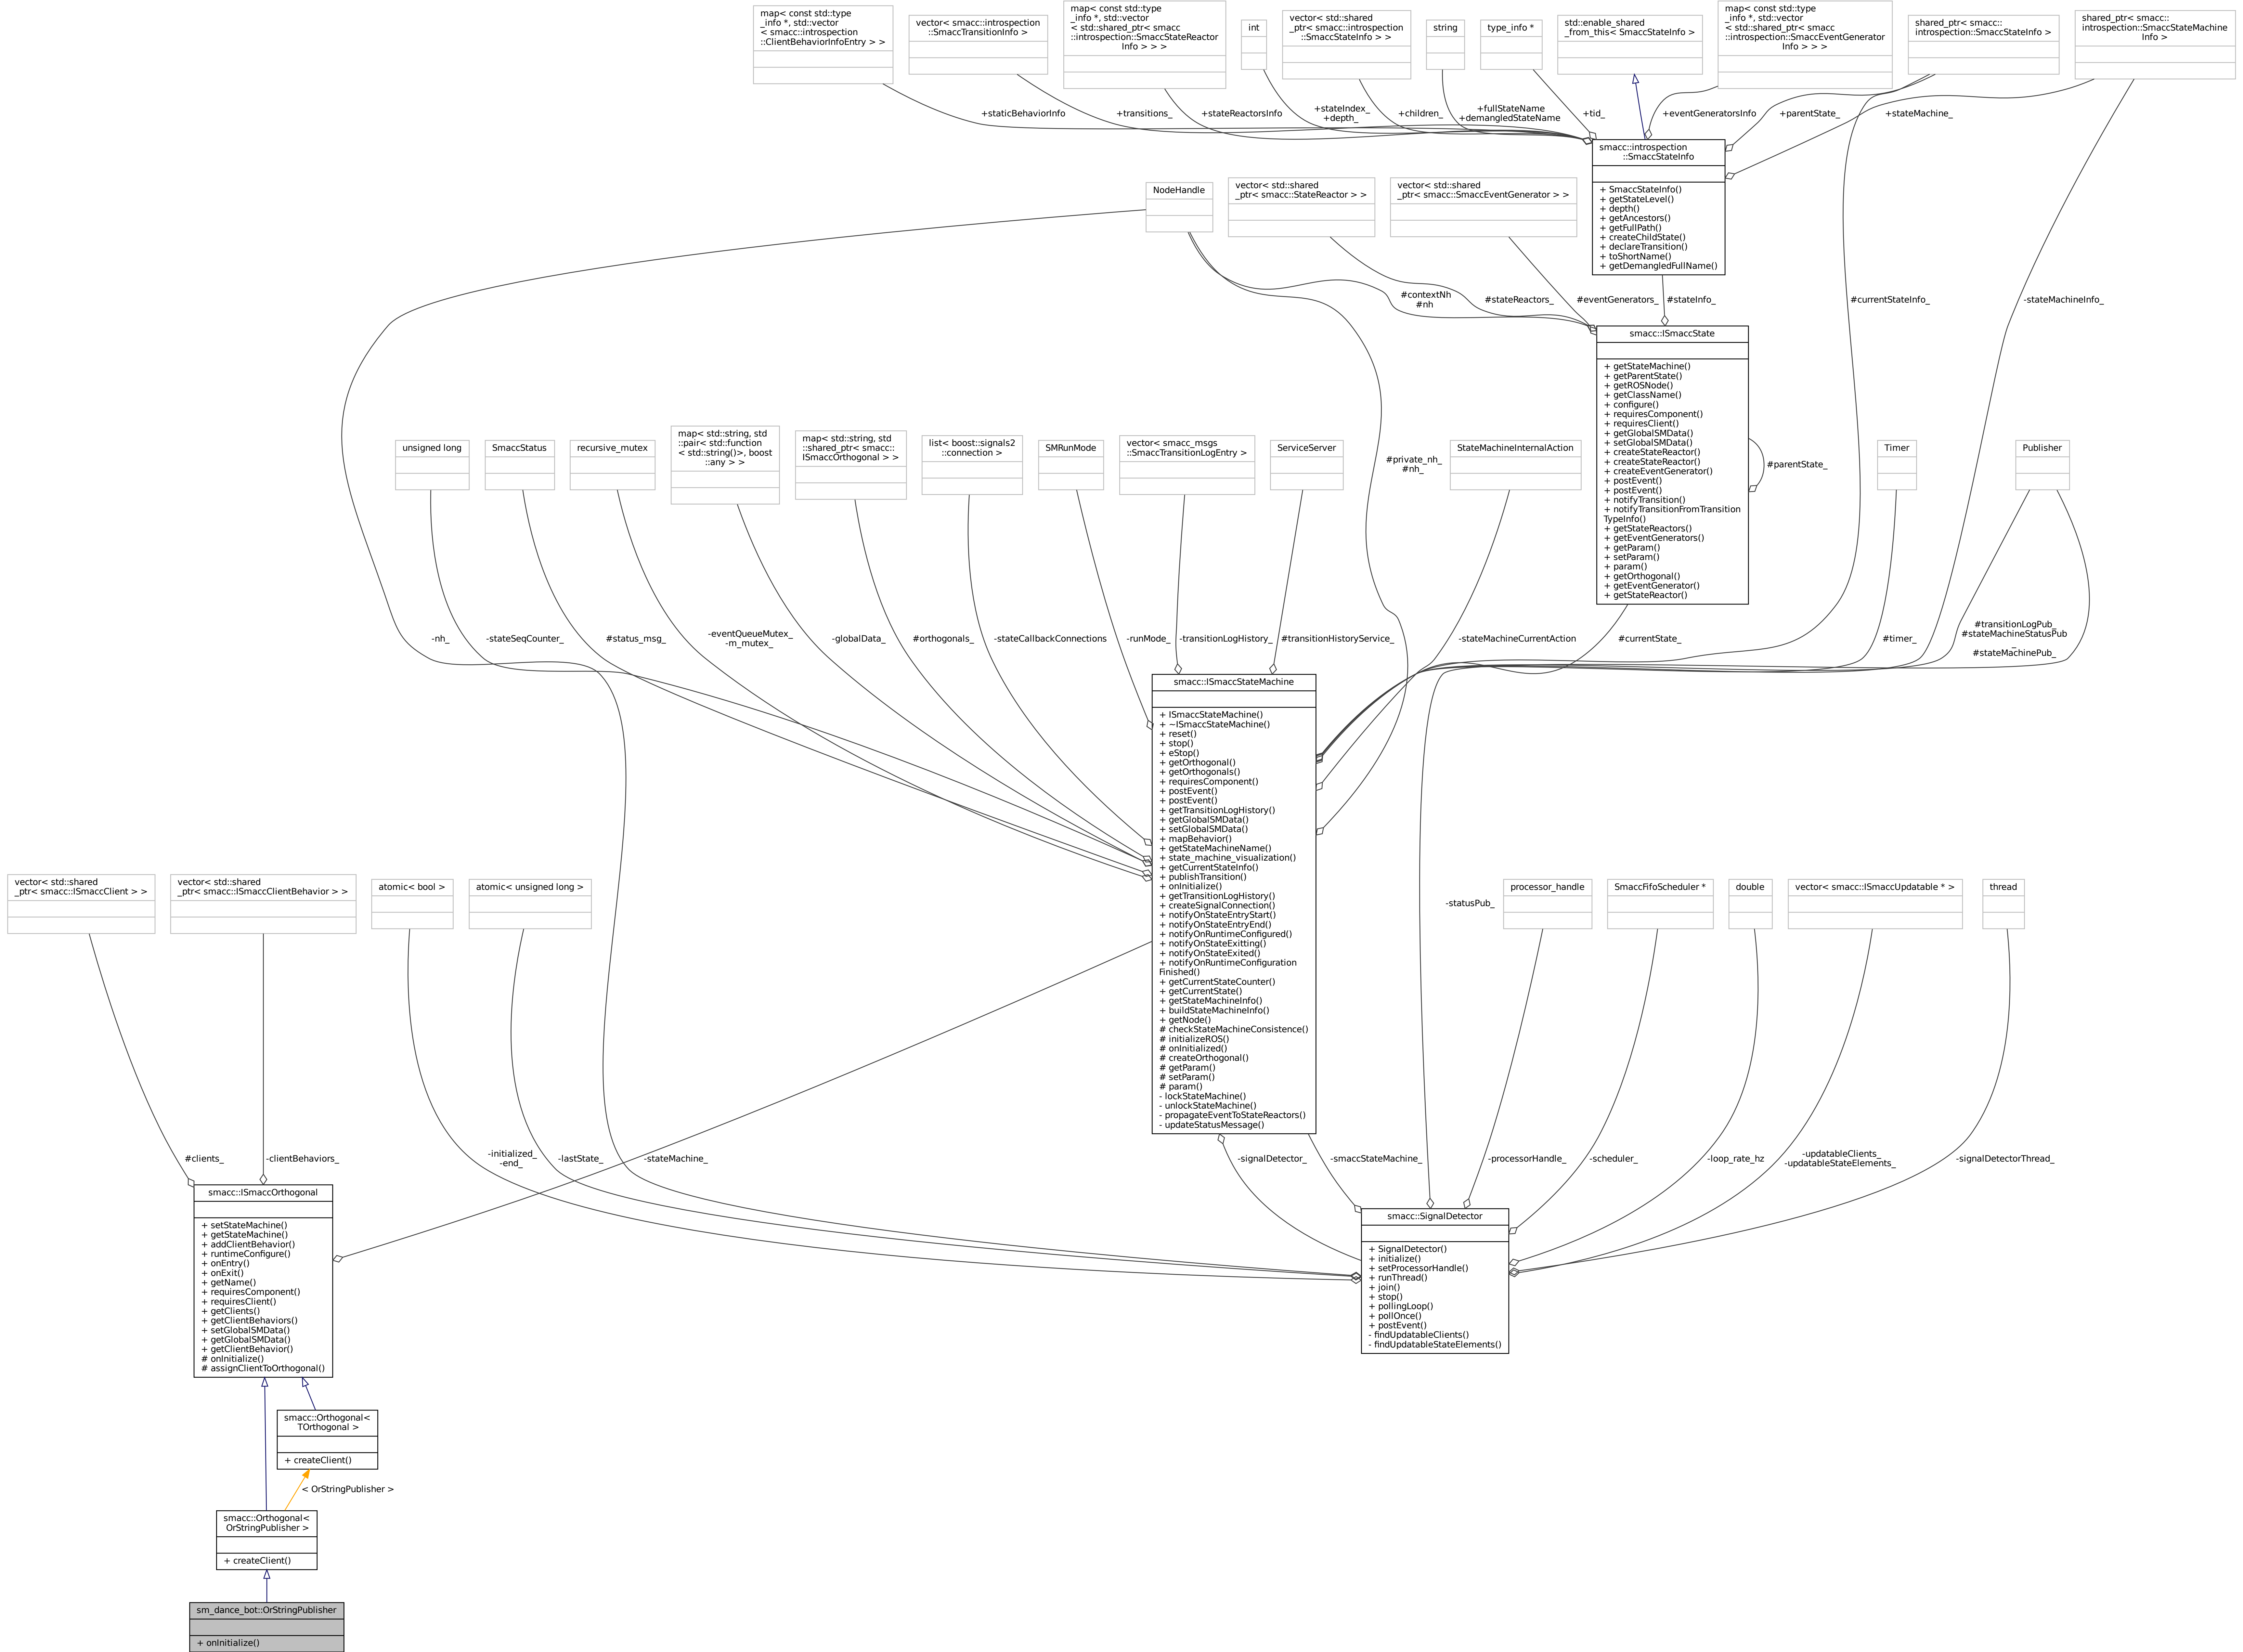 map< const std::type
_info *, std::vector
< smacc::introspection
::ClientBehaviorInfoEntry > >
vector< smacc::introspection
::SmaccTransitionInfo >
map< const std::type
_info *, std::vector
< std::shared_ptr< smacc
::introspection::SmaccStateReactor
Info > > >
int
vector< std::shared
_ptr< smacc::introspection
::SmaccStateInfo > >
string
type_info *
std::enable_shared
_from_this< SmaccStateInfo >
map< const std::type
_info *, std::vector
< std::shared_ptr< smacc
::introspection::SmaccEventGenerator
Info > > >
shared_ptr< smacc::
introspection::SmaccStateInfo >
shared_ptr< smacc::
introspection::SmaccStateMachine
Info >
+staticBehaviorInfo
+transitions_
+stateReactorsInfo
+stateIndex_
+depth_
+children_
+fullStateName
+demangledStateName
+tid_
+eventGeneratorsInfo
+parentState_
+stateMachine_
smacc::introspection
::SmaccStateInfo
+ SmaccStateInfo()
+ getStateLevel()
+ depth()
+ getAncestors()
+ getFullPath()
+ createChildState()
+ declareTransition()
+ toShortName()
+ getDemangledFullName()
NodeHandle
vector< std::shared
_ptr< smacc::StateReactor > >
vector< std::shared
_ptr< smacc::SmaccEventGenerator > >
#contextNh
#nh
#stateReactors_
#eventGenerators_
#stateInfo_
#currentStateInfo_
-stateMachineInfo_
smacc::ISmaccState
+ getStateMachine()
+ getParentState()
+ getROSNode()
+ getClassName()
+ configure()
+ requiresComponent()
+ requiresClient()
+ getGlobalSMData()
+ setGlobalSMData()
+ createStateReactor()
+ createStateReactor()
+ createEventGenerator()
+ postEvent()
+ postEvent()
+ notifyTransition()
+ notifyTransitionFromTransition
TypeInfo()
+ getStateReactors()
+ getEventGenerators()
+ getParam()
+ setParam()
+ param()
+ getOrthogonal()
+ getEventGenerator()
+ getStateReactor()
#parentState_
unsigned long
SmaccStatus
recursive_mutex
map< std::string, std
::pair< std::function
< std::string()>, boost
::any > >
map< std::string, std
::shared_ptr< smacc::
ISmaccOrthogonal > >
list< boost::signals2
::connection >
SMRunMode
vector< smacc_msgs
::SmaccTransitionLogEntry >
ServiceServer
#private_nh_
#nh_
StateMachineInternalAction
Timer
Publisher
-nh_
-stateSeqCounter_
#status_msg_
-eventQueueMutex_
-m_mutex_
-globalData_
#orthogonals_
-stateCallbackConnections
-runMode_
-transitionLogHistory_
#transitionHistoryService_
-stateMachineCurrentAction
#currentState_
#timer_
#transitionLogPub_
#stateMachineStatusPub
_
#stateMachinePub_
smacc::ISmaccStateMachine
+ ISmaccStateMachine()
+ ~ISmaccStateMachine()
+ reset()
+ stop()
+ eStop()
+ getOrthogonal()
+ getOrthogonals()
+ requiresComponent()
+ postEvent()
+ postEvent()
+ getTransitionLogHistory()
+ getGlobalSMData()
+ setGlobalSMData()
+ mapBehavior()
+ getStateMachineName()
+ state_machine_visualization()
+ getCurrentStateInfo()
+ publishTransition()
+ onInitialize()
+ getTransitionLogHistory()
+ createSignalConnection()
+ notifyOnStateEntryStart()
+ notifyOnStateEntryEnd()
+ notifyOnRuntimeConfigured()
+ notifyOnStateExitting()
+ notifyOnStateExited()
+ notifyOnRuntimeConfiguration
Finished()
+ getCurrentStateCounter()
+ getCurrentState()
+ getStateMachineInfo()
+ buildStateMachineInfo()
+ getNode()
# checkStateMachineConsistence()
# initializeROS()
# onInitialized()
# createOrthogonal()
# getParam()
# setParam()
# param()
- lockStateMachine()
- unlockStateMachine()
- propagateEventToStateReactors()
- updateStatusMessage()
vector< std::shared
_ptr< smacc::ISmaccClient > >
vector< std::shared
_ptr< smacc::ISmaccClientBehavior > >
atomic< bool >
atomic< unsigned long >
-statusPub_
processor_handle
SmaccFifoScheduler *
double
vector< smacc::ISmaccUpdatable * >
thread
#clients_
-clientBehaviors_
-initialized_
-end_
-lastState_
-stateMachine_
-signalDetector_
-smaccStateMachine_
-processorHandle_
-scheduler_
-loop_rate_hz
-updatableClients_
-updatableStateElements_
-signalDetectorThread_
smacc::ISmaccOrthogonal
+ setStateMachine()
+ getStateMachine()
+ addClientBehavior()
+ runtimeConfigure()
+ onEntry()
+ onExit()
+ getName()
+ requiresComponent()
+ requiresClient()
+ getClients()
+ getClientBehaviors()
+ setGlobalSMData()
+ getGlobalSMData()
+ getClientBehavior()
# onInitialize()
# assignClientToOrthogonal()
smacc::SignalDetector
+ SignalDetector()
+ initialize()
+ setProcessorHandle()
+ runThread()
+ join()
+ stop()
+ pollingLoop()
+ pollOnce()
+ postEvent()
- findUpdatableClients()
- findUpdatableStateElements()
smacc::Orthogonal<
TOrthogonal >
+ createClient()
< OrStringPublisher >
smacc::Orthogonal<
OrStringPublisher >
+ createClient()
sm_dance_bot::OrStringPublisher
+ onInitialize()